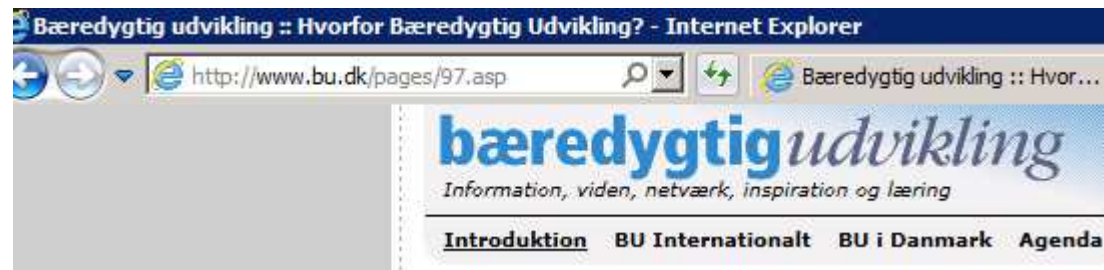 Bæredygtig udvikling :: Hvorfor Bæredygtig Udvikling? - Internet Explorer
http://www.bu.dk/pages/97.asp Bæredygtig udvikling :: Hvor...
bæredygtigudvikling
Information, viden, netværk, inspiration og læring
Introduktion BU Internationalt BU i Danmark Agenda